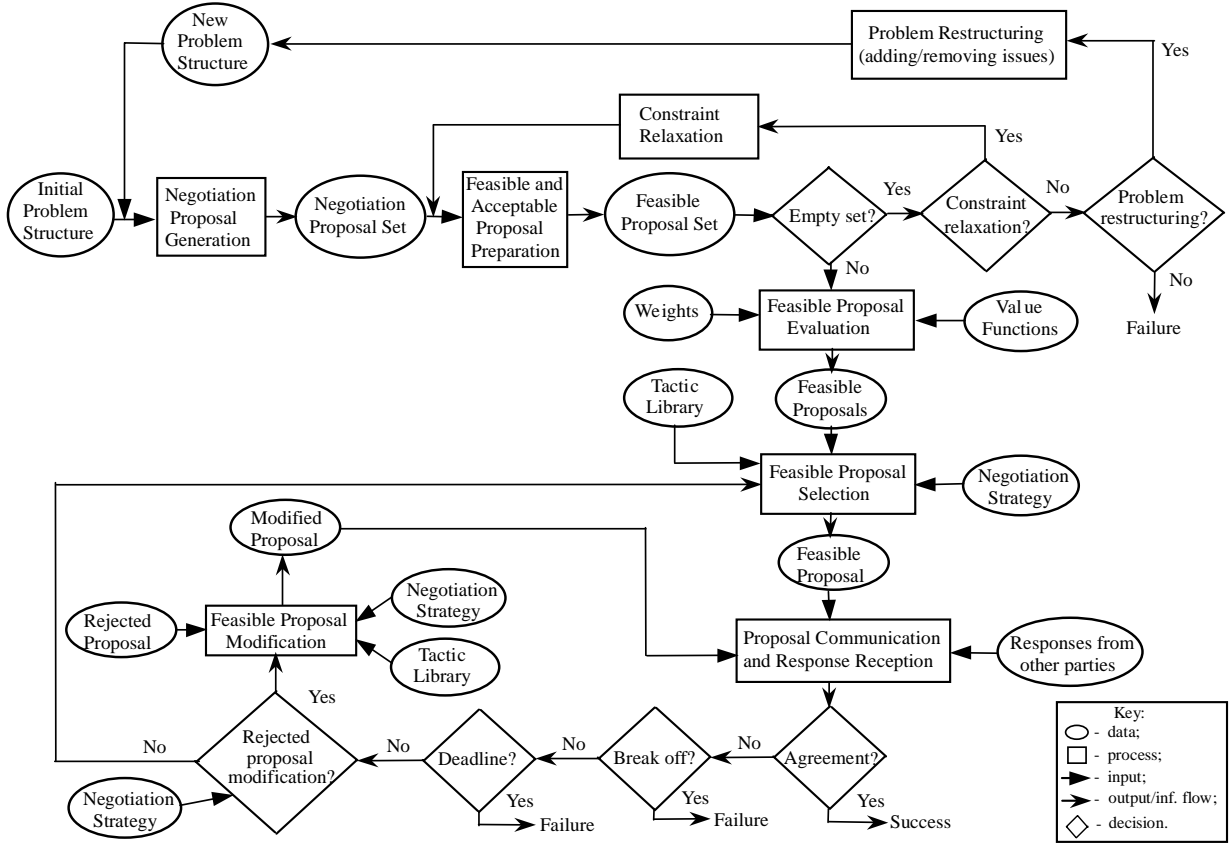 New
Problem
Structure
Problem Restructuring
(adding/removing issues)
Yes
Constraint
Relaxation
Yes
Initial
Problem
Structure
Negotiation
Proposal
Generation
Negotiation
Proposal Set
Feasible and
Acceptable
Proposal
Preparation
Feasible
Proposal Set
Empty set?
Yes
Constraint
relaxation?
No
Problem
restructuring?
No
No
Failure
Weights
Feasible Proposal
Evaluation
Value
Functions
Tactic
Library
Feasible
Proposals
Feasible Proposal
Selection
Negotiation
Strategy
Modified
Proposal
Feasible
Proposal
Rejected
Proposal
Feasible Proposal
Modification
Negotiation
Strategy
Tactic
Library
Proposal Communication
and Response Reception
Responses from
other parties
Yes
No
Rejected
proposal
modification?
No
Deadline?
No
Break off?
No
Agreement?
Negotiation
Strategy
Yes
Failure
Yes
Failure
Yes
Success
Key:
- data;
- process;
- input;
- output/inf. flow;
- decision.